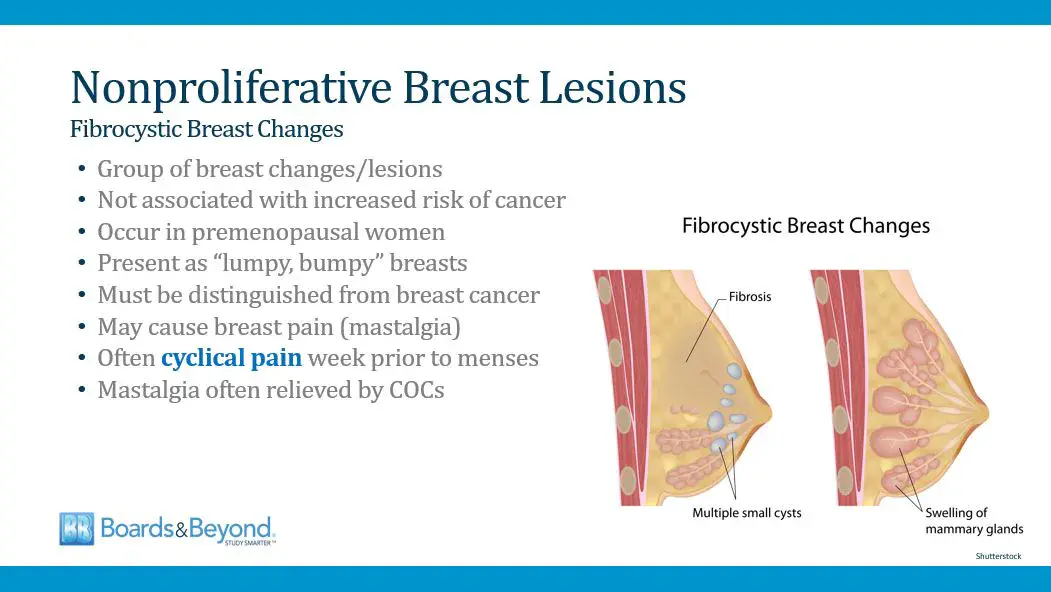 Nonproliferative Breast Lesions
Fibrocystic Breast Changes
• Group of breast changes/lesions
• Not associated with increased risk of cancer
• Occur in premenopausal women
• Present as “lumpy, bumpy” breasts
• Must be distinguished from breast cancer
• May cause breast pain (mastalgia)
• Often cyclical pain week prior to menses
• Mastalgia often relieved by COCs
Fibrocystic Breast Changes
Fibrosis
Multiple small cysts
Swelling of
mammary glands
Shutterstock
BB Boards&Beyond.
STUDY SMARTER™